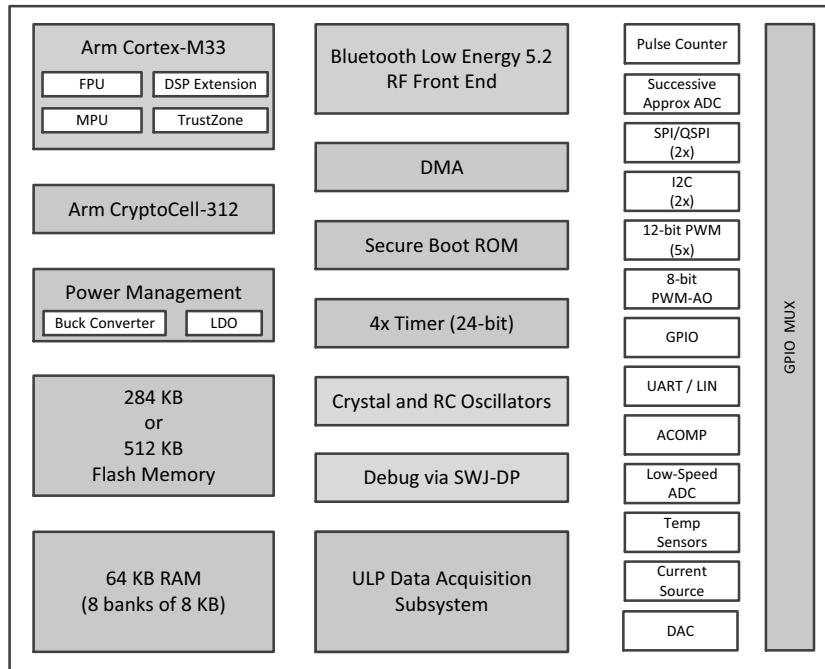 Arm Cortex-M33
FPU
DSP Extension
MPU
TrustZone
Arm CryptoCell-312
Power Management
Buck Converter
LDO
284 KB
or
512 KB
Flash Memory
64 KB RAM
(8 banks of 8 KB)
Bluetooth Low Energy 5.2
RF Front End
DMA
Secure Boot ROM
4x Timer (24-bit)
Crystal and RC Oscillators
Debug via SWJ-DP
ULP Data Acquisition
Subsystem
Pulse Counter
Successive
Approx ADC
SPI/QSPI
(2x)
I2C
(2x)
12-bit PWM
(5x)
8-bit
PWM-AO
GPIO
UART / LIN
ACOMP
Low-Speed
ADC
Temp
Sensors
Current
Source
DAC
GPIO MUX